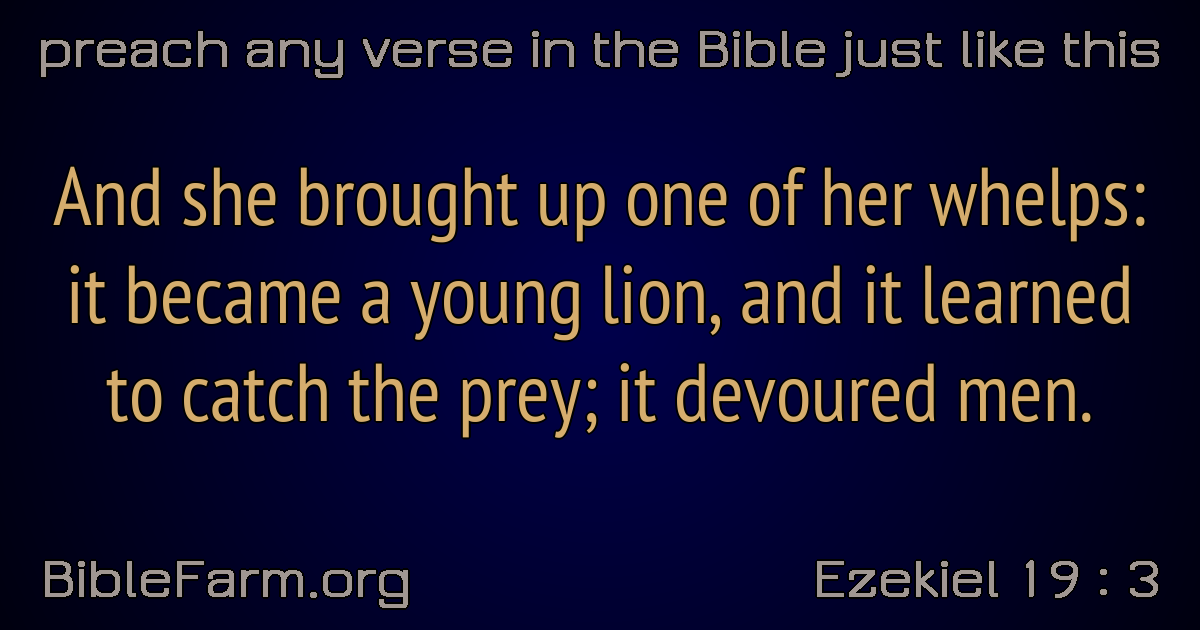 preach any verse in the Bible just like this
And she brought up one of her whelps:
it became a young lion, and it learned
to catch the prey; it devoured men.
BibleFarm.org
Ezekiel 19 : 3